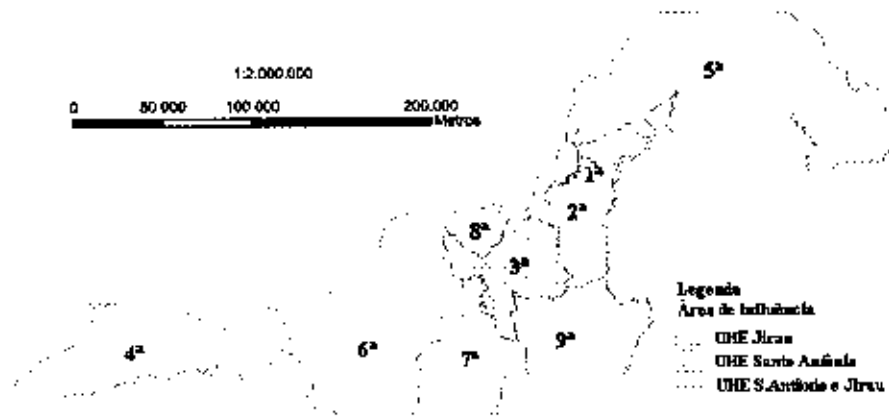 1:2.000.000
0 50 000 100 000 200.000
Metros
5ª
1ª
2ª
8ª
3ª
4ª
6ª
7ª
9ª
Legenda
Área de Influência
UHE Jirau
UHE Santo Antônio
UHE S.Antônio e Jirau